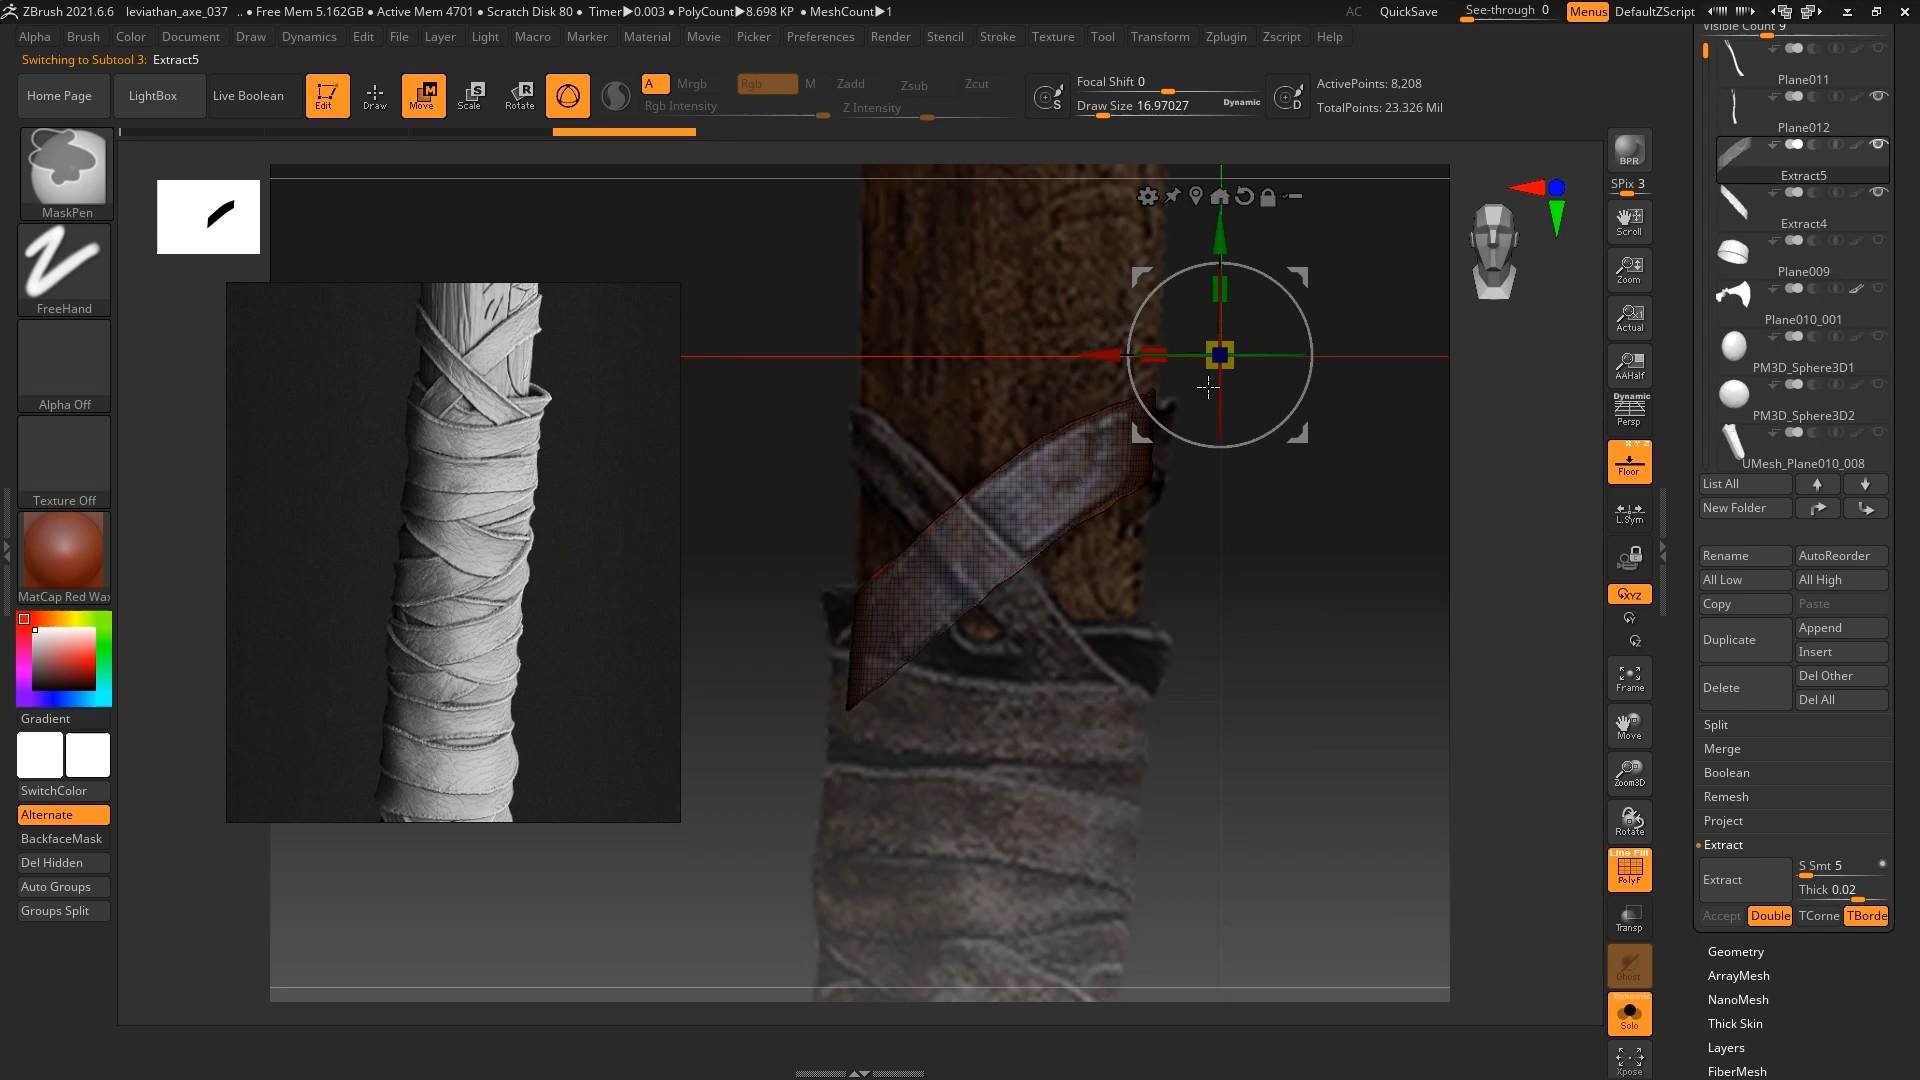 ZBrush 2021.6.6 leviathan_axe_037 .. • Free Mem 5.162GB • Active Mem 4701 • Scratch Disk 80 • Timer▶0.003 • PolyCount▶8.698 KP • MeshCount▶1
AC QuickSave See-through 0 Menus DefaultZScript
Alpha Brush Color Document Draw Dynamics Edit File Layer Light Macro Marker Material Movie Picker Preferences Render Stencil Stroke Texture Tool Transform Zplugin Zscript Help
Switching to Subtool 3: Extract5
Home Page LightBox Live Boolean Edit Draw Move Scale Rotate
A Mrgb Rgb M Zadd Zsub Zcut
Rgb Intensity Z Intensity
Focal Shift 0
Draw Size 16.97027 Dynamic
ActivePoints: 8,208
TotalPoints: 23.326 Mil
MaskPen
FreeHand
Alpha Off
Texture Off
MatCap Red Wax
Gradient
SwitchColor
Alternate
BackfaceMask
Del Hidden
Auto Groups
Groups Split
BPR
SPix 3
Scroll
Zoom
Actual
AAHalf
Dynamic
Persp
X Y Z
Floor
L.Sym
XYZ
Frame
Move
Zoom3D
Rotate
Line Fill
PolyF
Transp
Ghost
Dynamic
Solo
Xpose
Visible Count 9
Plane011
Plane012
Extract5
Extract4
Plane009
Plane010_001
PM3D_Sphere3D1
PM3D_Sphere3D2
UMesh_Plane010_008
List All
New Folder
Rename AutoReorder
All Low All High
Copy Paste
Duplicate Append
Insert
Delete Del Other
Del All
Split
Merge
Boolean
Remesh
Project
Extract
Extract S Smt 5
Thick 0.02
Accept Double TCorne TBorde
Geometry
ArrayMesh
NanoMesh
Thick Skin
Layers
FiberMesh